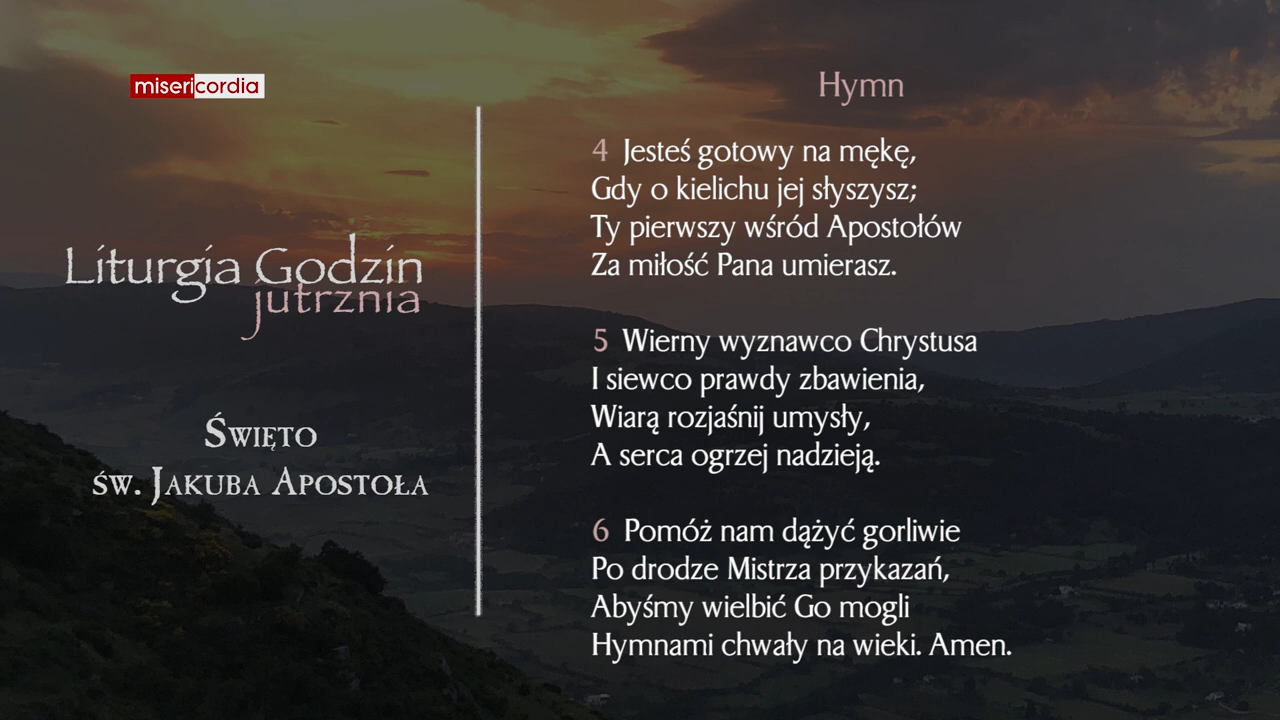 misericordia
Liturgia Godzin
jutrznia
Święto
św. Jakuba Apostoła
Hymn
4 Jesteś gotowy na mękę,
Gdy o kielichu jej słyszysz;
Ty pierwszy wśród Apostołów
Za miłość Pana umierasz.
5 Wierny wyznawco Chrystusa
I siewco prawdy zbawienia,
Wiarą rozjaśnij umysły,
A serca ogrzej nadzieją.
6 Pomóż nam dążyć gorliwie
Po drodze Mistrza przykazań,
Abyśmy wielbić Go mogli
Hymnami chwały na wieki. Amen.